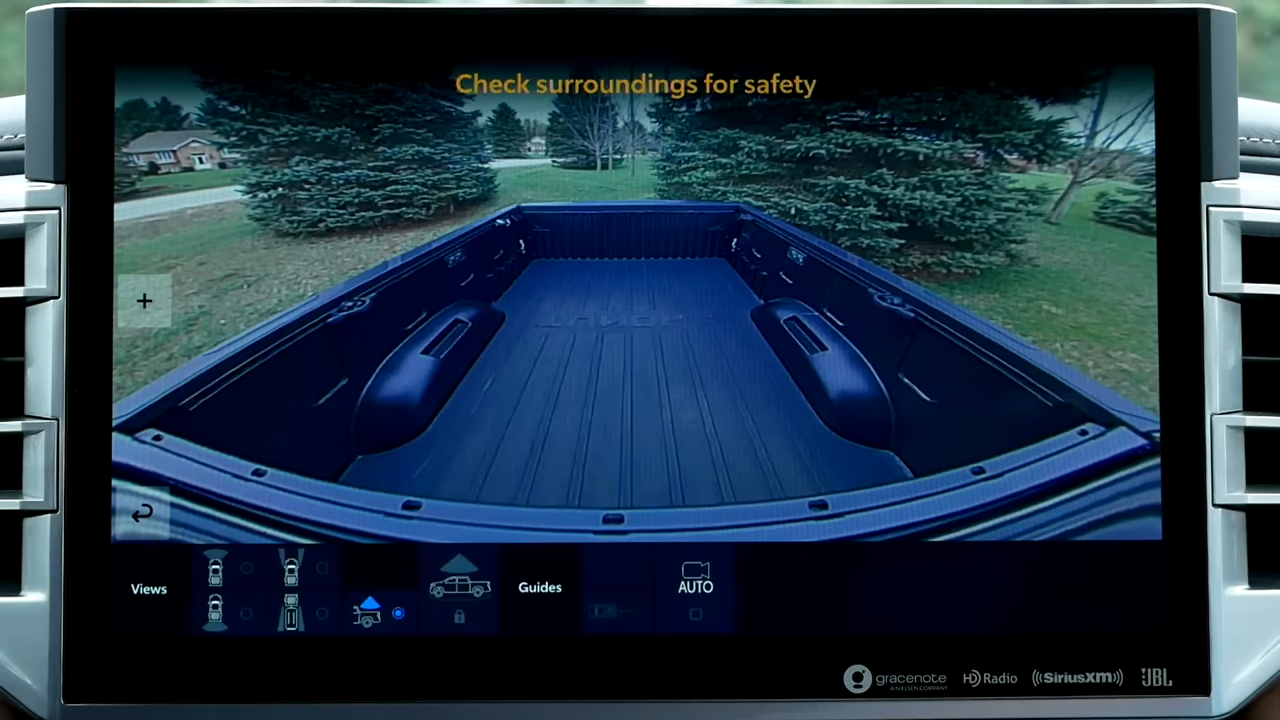 Check surroundings for safety
+
Views
Guides
AUTO
gracenote
A NIELSEN COMPANY
HD Radio
((SiriusXM))
JBL